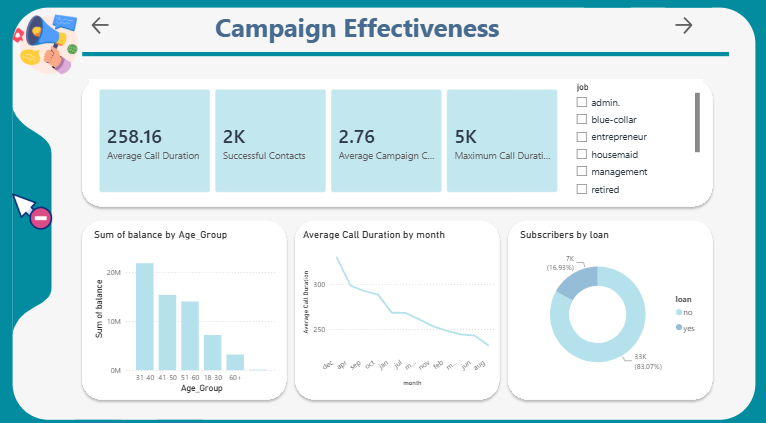 Campaign Effectiveness
258.16
Average Call Duration
2K
Successful Contacts
2.76
Average Campaign C...
5K
Maximum Call Durati...
job
admin.
blue-collar
entrepreneur
housemaid
management
retired
Sum of balance by Age_Group
Sum of balance
20M
10M
0M
31-40 41-50 51-60 18-30 60+
Age_Group
Average Call Duration by month
Average Call Duration
300
250
dec apr sep oct jan jul m... nov feb m... jun aug
month
Subscribers by loan
7K
(16.93%)
33K
(83.07%)
loan
no
yes